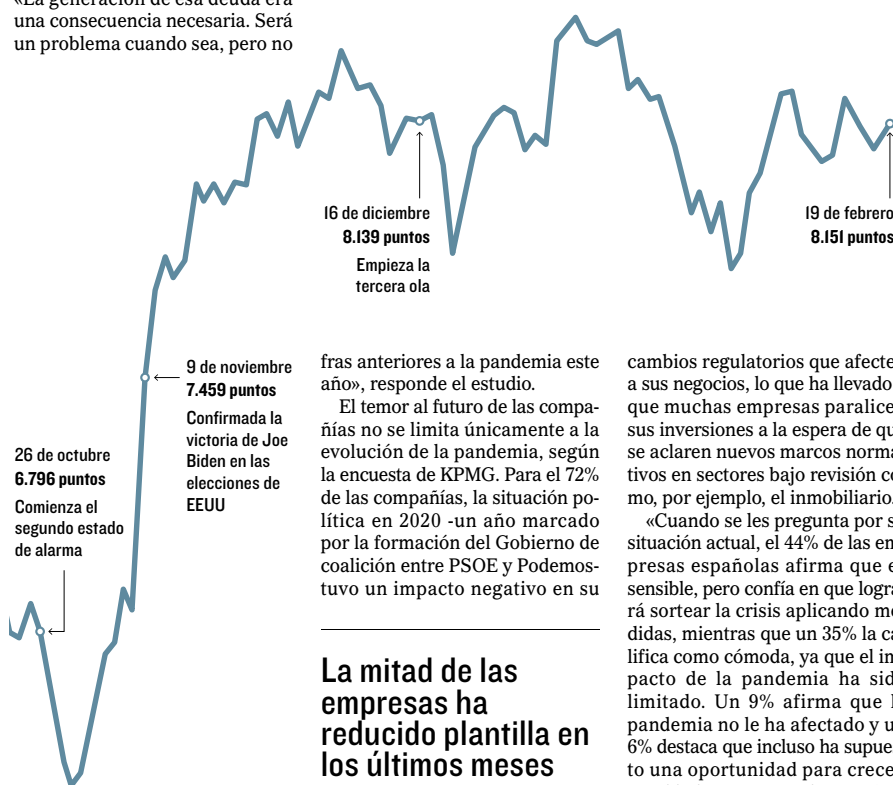 «La generación de esa deuda era
una consecuencia necesaria. Será
un problema cuando sea, pero no
26 de octubre
6.796 puntos
Comienza el
segundo estado
de alarma
9 de noviembre
7.459 puntos
Confirmada la
victoria de Joe
Biden en las
elecciones de
EEUU
16 de diciembre
8.139 puntos
Empieza la
tercera ola
19 de febrero
8.151 puntos
fras anteriores a la pandemia este
año», responde el estudio.
El temor al futuro de las compa-
ñías no se limita únicamente a la
evolución de la pandemia, según
la encuesta de KPMG. Para el 72%
de las compañías, la situación po-
lítica en 2020 -un año marcado
por la formación del Gobierno de
coalición entre PSOE y Podemos-
tuvo un impacto negativo en su
La mitad de las
empresas ha
reducido plantilla en
los últimos meses
cambios regulatorios que afecte
a sus negocios, lo que ha llevado
que muchas empresas paralice
sus inversiones a la espera de qu
se aclaren nuevos marcos norma
tivos en sectores bajo revisión co
mo, por ejemplo, el inmobiliario.
«Cuando se les pregunta por s
situación actual, el 44% de las em
presas españolas afirma que e
sensible, pero confía en que logra
rá sortear la crisis aplicando me
didas, mientras que un 35% la ca
lifica como cómoda, ya que el im
pacto de la pandemia ha sid
limitado. Un 9% afirma que l
pandemia no le ha afectado y u
6% destaca que incluso ha supues
to una oportunidad para crece